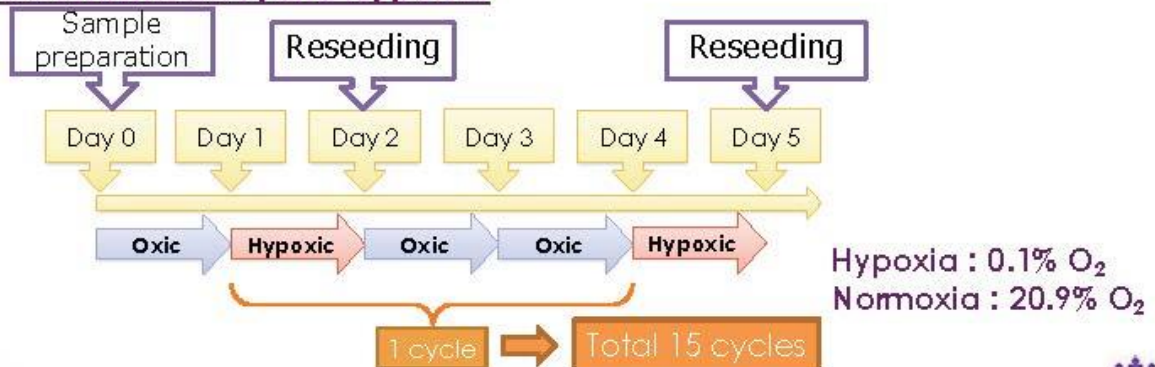 Sample
preparation
Reseeding
Reseeding
Day 0
Day 1
Day 2
Day 3
Day 4
Day 5
Oxic
Hypoxic
Oxic
Oxic
Hypoxic
Hypoxia : 0.1% O₂
Normoxia : 20.9% O₂
1 cycle
Total 15 cycles